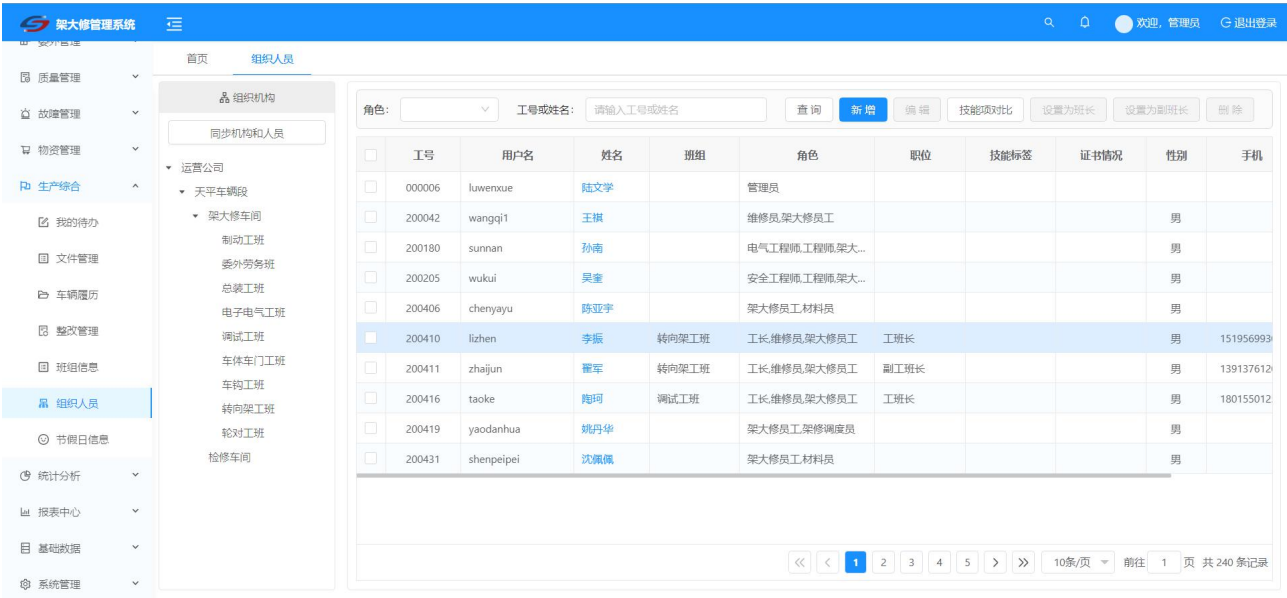 架大修管理系统
欢迎, 管理员 退出登录
质量管理
故障管理
物资管理
生产综合
我的待办
文件管理
车辆履历
整改管理
班组信息
组织人员
节假日信息
统计分析
报表中心
基础数据
系统管理
首页 组织人员
组织机构
同步机构和人员
运营公司
天平车辆段
架大修车间
制动工班
委外劳务班
总装工班
电子电气工班
调试工班
车体车门工班
车钩工班
转向架工班
轮对工班
检修车间
角色: 工号或姓名: 请输入工号或姓名 查询 新增 编辑 技能项对比 设置为班长 设置为副班长 删除
工号 用户名 姓名 班组 角色 职位 技能标签 证书情况 性别 手机
000006 luwenxue 陆文学 管理员
200042 wangqi1 王祺 维修员,架大修员工 男
200180 sunnan 孙南 电气工程师,工程师,架大... 男
200205 wukui 吴奎 安全工程师,工程师,架大... 男
200406 chenyayu 陈亚宇 架大修员工,材料员 男
200410 lizhen 李振 转向架工班 工长,维修员,架大修员工 工班长 男 151956993
200411 zhaijun 翟军 转向架工班 工长,维修员,架大修员工 副工班长 男 139137612
200416 taoke 陶珂 调试工班 工长,维修员,架大修员工 工班长 男 180155012
200419 yaodanhua 姚丹华 架大修员工,架修调度员 男
200431 shenpeipei 沈佩佩 架大修员工,材料员 男
1 2 3 4 5 10条/页 前往 1 页 共 240 条记录